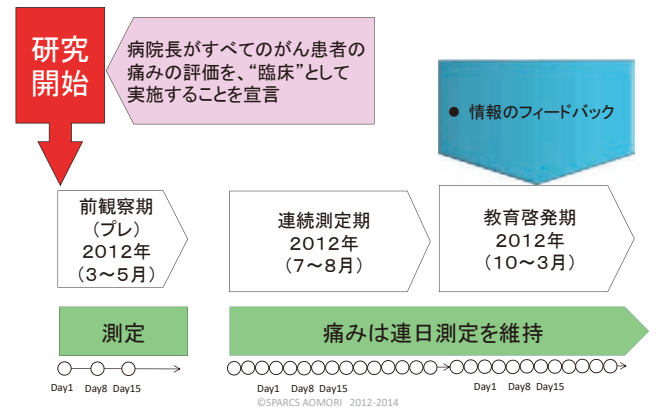 研究
開始
病院長がすべてのがん患者の
痛みの評価を、“臨床”として
実施することを宣言
● 情報のフィードバック
前観察期
(プレ)
2012年
(3～5月)
連続測定期
2012年
(7～8月)
教育啓発期
2012年
(10～3月)
測定
痛みは連日測定を維持
Day1 Day8 Day15
Day1 Day8 Day15
Day1 Day8 Day15
©SPARCS AOMORI 2012-2014